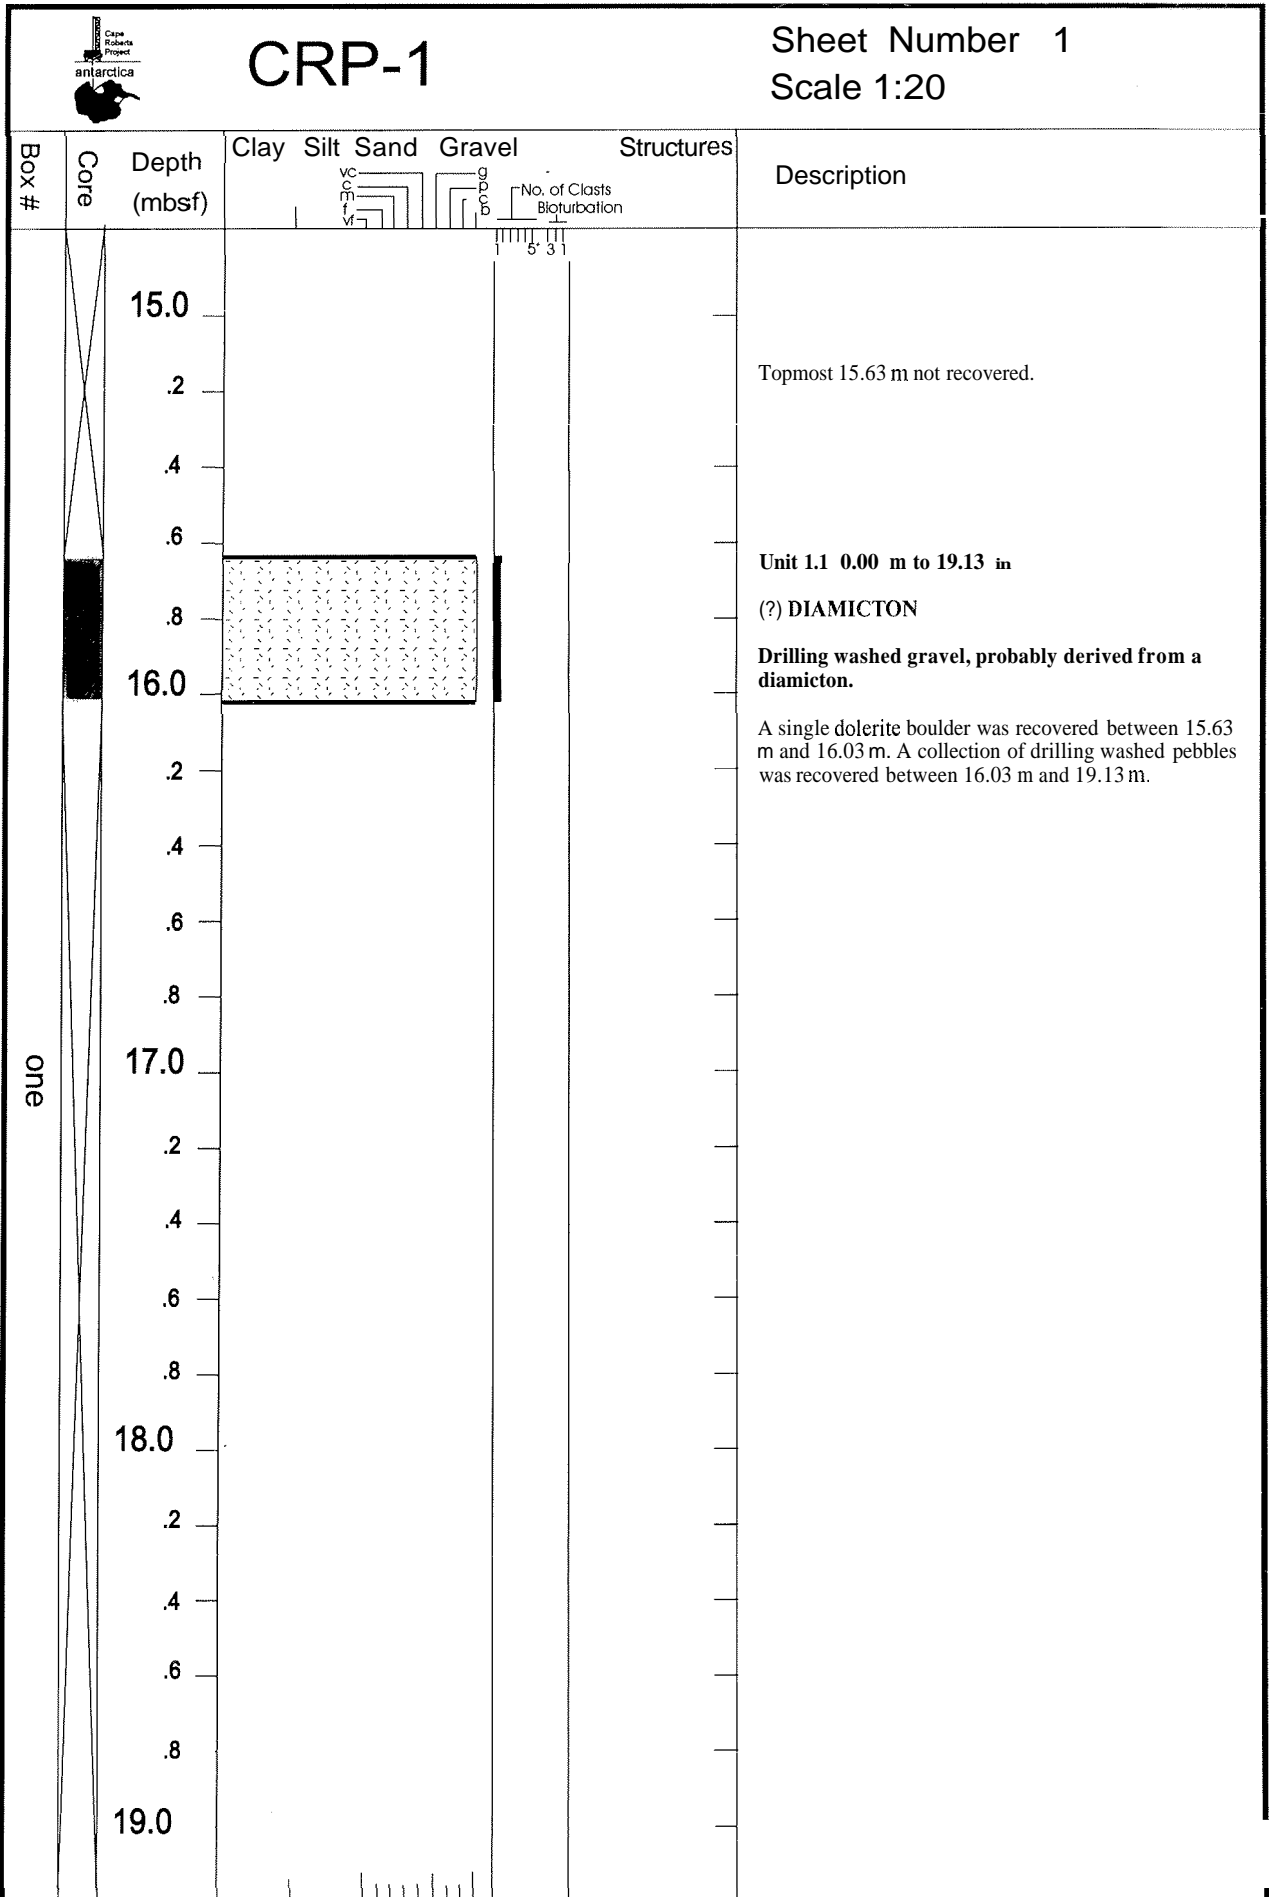 Cape
Roberts
Project
antarctica
CRP-1
Sheet Number 1
Scale 1:20
Box #
Core
Depth
(mbsf)
Clay Silt Sand Gravel
Structures
Description
vc
c
m
f
vf
g
p
c
b
No. of Clasts
Bioturbation
1 5+ 3 1
15.0
.2
.4
.6
.8
16.0
.2
.4
.6
.8
17.0
.2
.4
.6
.8
18.0
.2
.4
.6
.8
19.0
one
Topmost 15.63 m not recovered.
Unit 1.1 0.00 m to 19.13 in
(?) DIAMICTON
Drilling washed gravel, probably derived from a
diamicton.
A single dolerite boulder was recovered between 15.63
m and 16.03 m. A collection of drilling washed pebbles
was recovered between 16.03 m and 19.13 m.